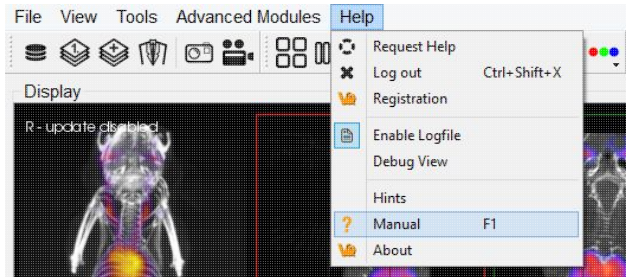 File View Tools Advanced Modules Help
Request Help
Log out Ctrl+Shift+X
Registration
Enable Logfile
Debug View
Hints
? Manual F1
About
Display
R - update disabled